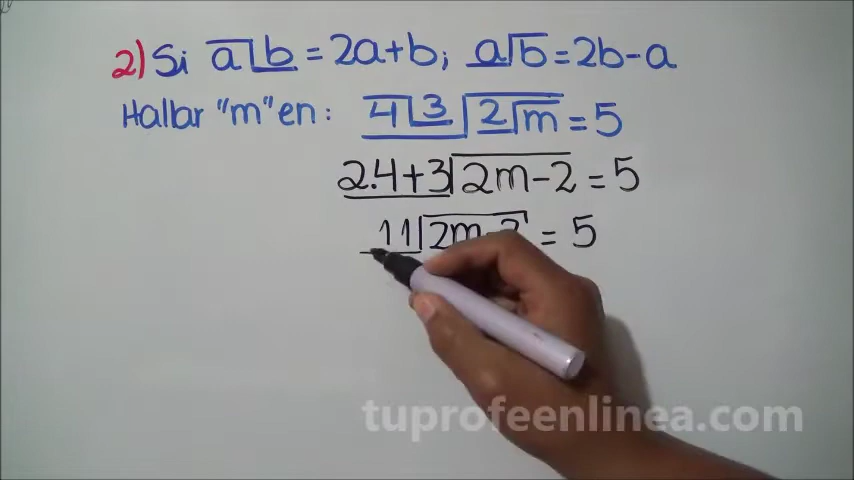 2) Si a b = 2a+b; a b = 2b-a
Hallar "m" en: 4 3 2 m = 5
2.4+3 2m-2 = 5
11 2m-2 = 5
tuprofeenlinea.com